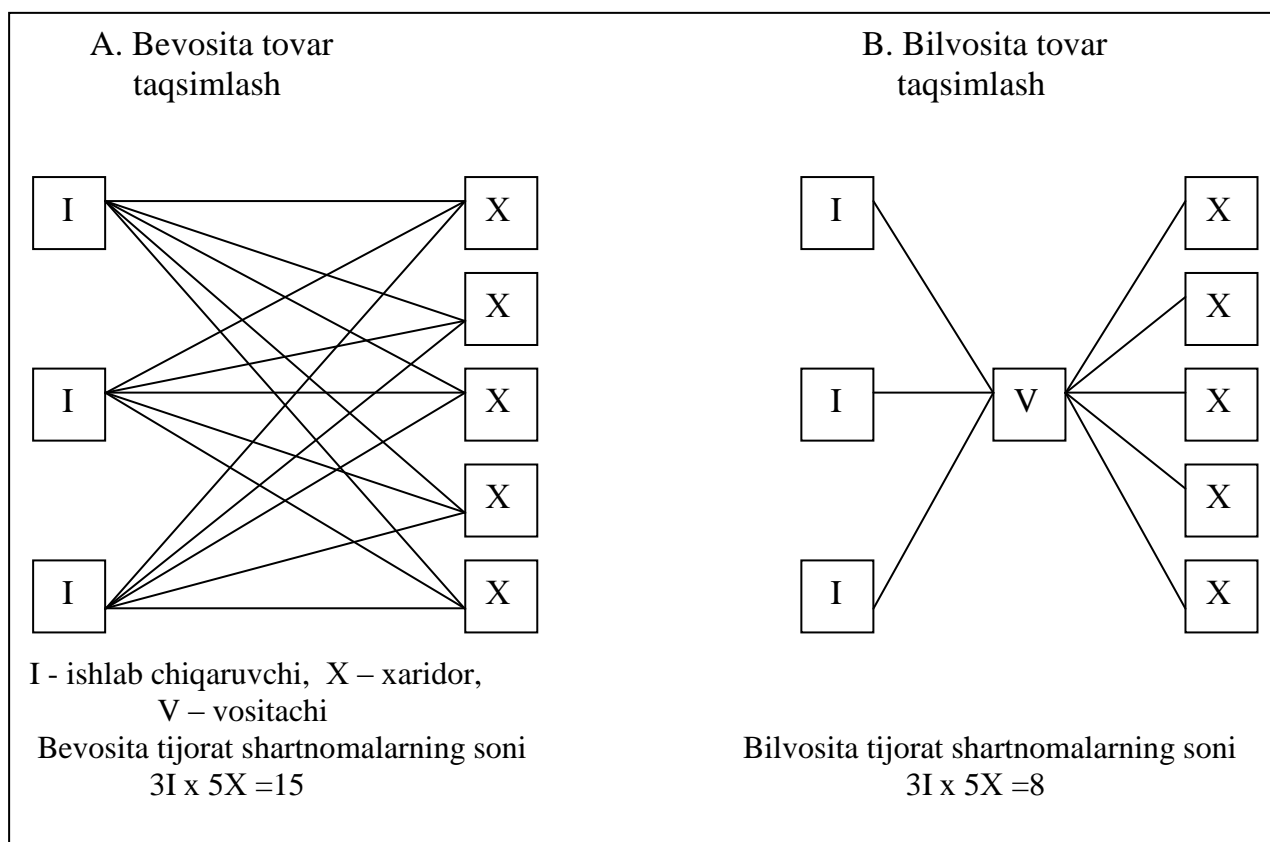 A. Bevosita tovar
taqsimlash
I
X
X
I
X
X
I
X
I - ishlab chiqaruvchi, X – xaridor,
V – vositachi
Bevosita tijorat shartnomalarning soni
3I x 5X =15
B. Bilvosita tovar
taqsimlash
I
X
X
I
V
X
X
I
X
Bilvosita tijorat shartnomalarning soni
3I x 5X =8